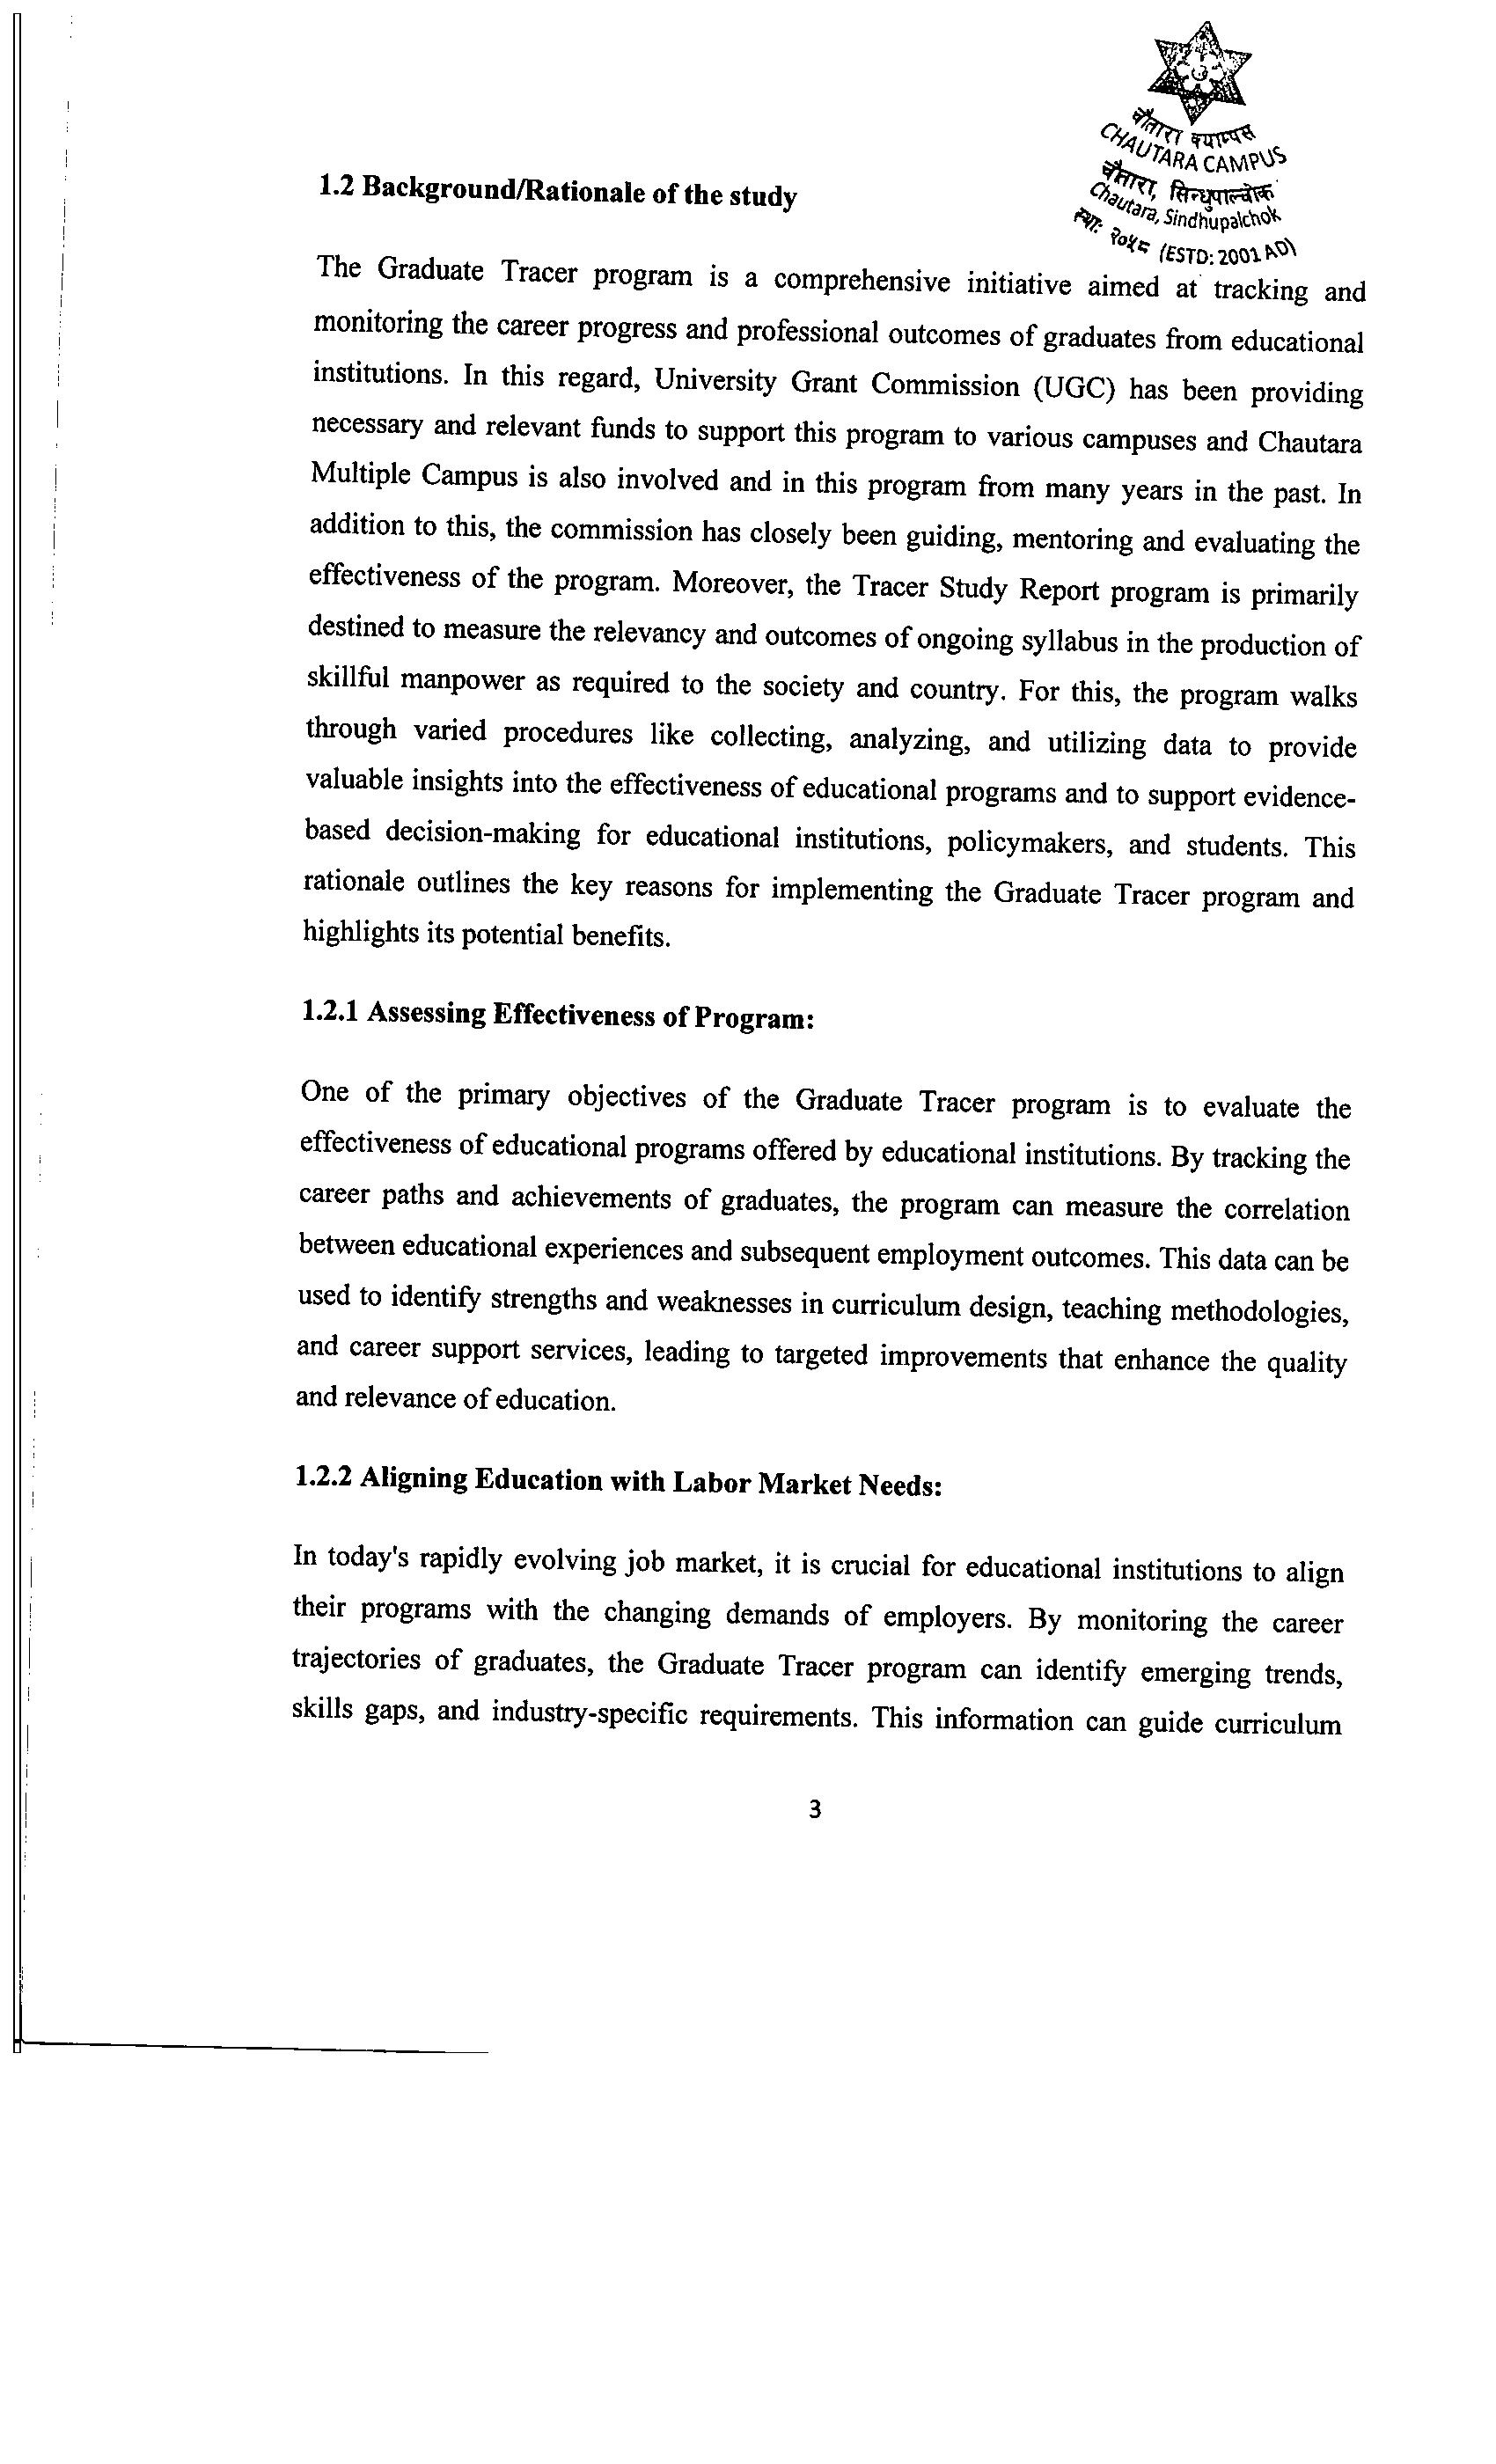 चौतारा क्याम्पस
CHAUTARA CAMPUS
चौतारा, सिन्धुपाल्चोक
Chautara, Sindhupalchok
स्था: २०५८ (ESTD: 2001 AD)
1.2 Background/Rationale of the study
The Graduate Tracer program is a comprehensive initiative aimed at tracking and
monitoring the career progress and professional outcomes of graduates from educational
institutions. In this regard, University Grant Commission (UGC) has been providing
necessary and relevant funds to support this program to various campuses and Chautara
Multiple Campus is also involved and in this program from many years in the past. In
addition to this, the commission has closely been guiding, mentoring and evaluating the
effectiveness of the program. Moreover, the Tracer Study Report program is primarily
destined to measure the relevancy and outcomes of ongoing syllabus in the production of
skillful manpower as required to the society and country. For this, the program walks
through varied procedures like collecting, analyzing, and utilizing data to provide
valuable insights into the effectiveness of educational programs and to support evidence-
based decision-making for educational institutions, policymakers, and students. This
rationale outlines the key reasons for implementing the Graduate Tracer program and
highlights its potential benefits.
1.2.1 Assessing Effectiveness of Program:
One of the primary objectives of the Graduate Tracer program is to evaluate the
effectiveness of educational programs offered by educational institutions. By tracking the
career paths and achievements of graduates, the program can measure the correlation
between educational experiences and subsequent employment outcomes. This data can be
used to identify strengths and weaknesses in curriculum design, teaching methodologies,
and career support services, leading to targeted improvements that enhance the quality
and relevance of education.
1.2.2 Aligning Education with Labor Market Needs:
In today's rapidly evolving job market, it is crucial for educational institutions to align
their programs with the changing demands of employers. By monitoring the career
trajectories of graduates, the Graduate Tracer program can identify emerging trends,
skills gaps, and industry-specific requirements. This information can guide curriculum
3